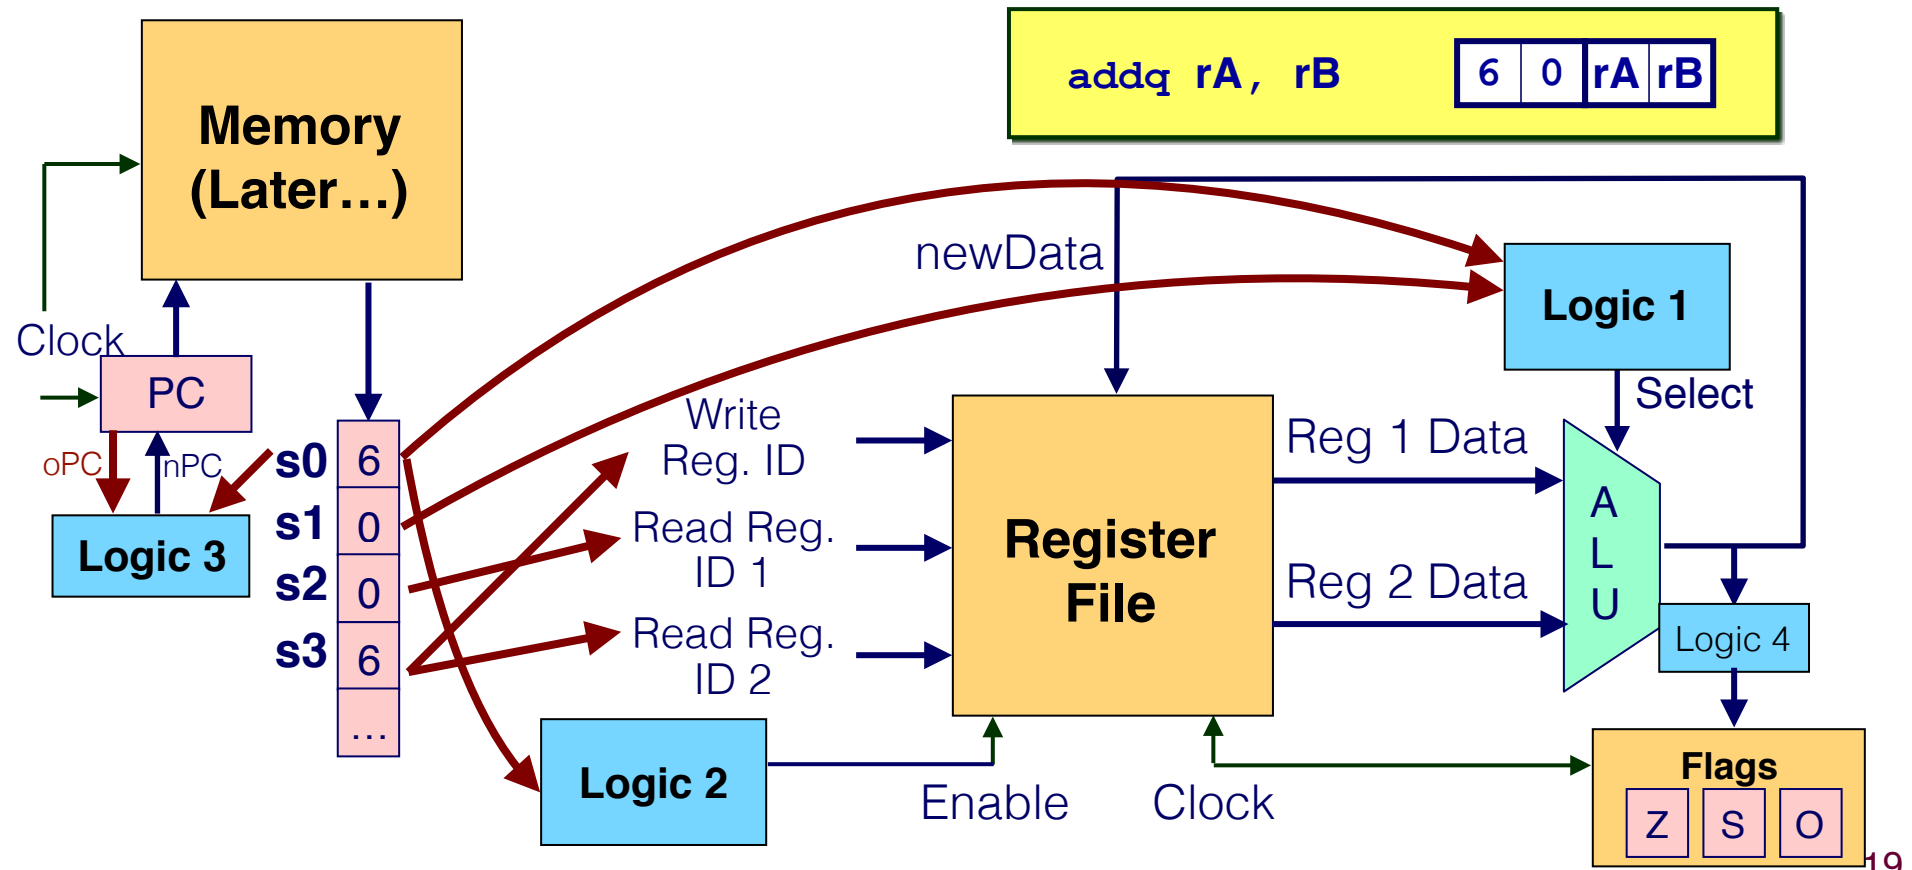 addq rA, rB
6 0 rA rB
Memory
(Later...)
newData
Logic 1
Clock
PC
Select
oPC
nPC
Logic 3
s0 6
s1 0
s2 0
s3 6
...
Write
Reg. ID
Read Reg.
ID 1
Read Reg.
ID 2
Register
File
Reg 1 Data
Reg 2 Data
A
L
U
Logic 4
Logic 2
Enable
Clock
Flags
Z S O
19